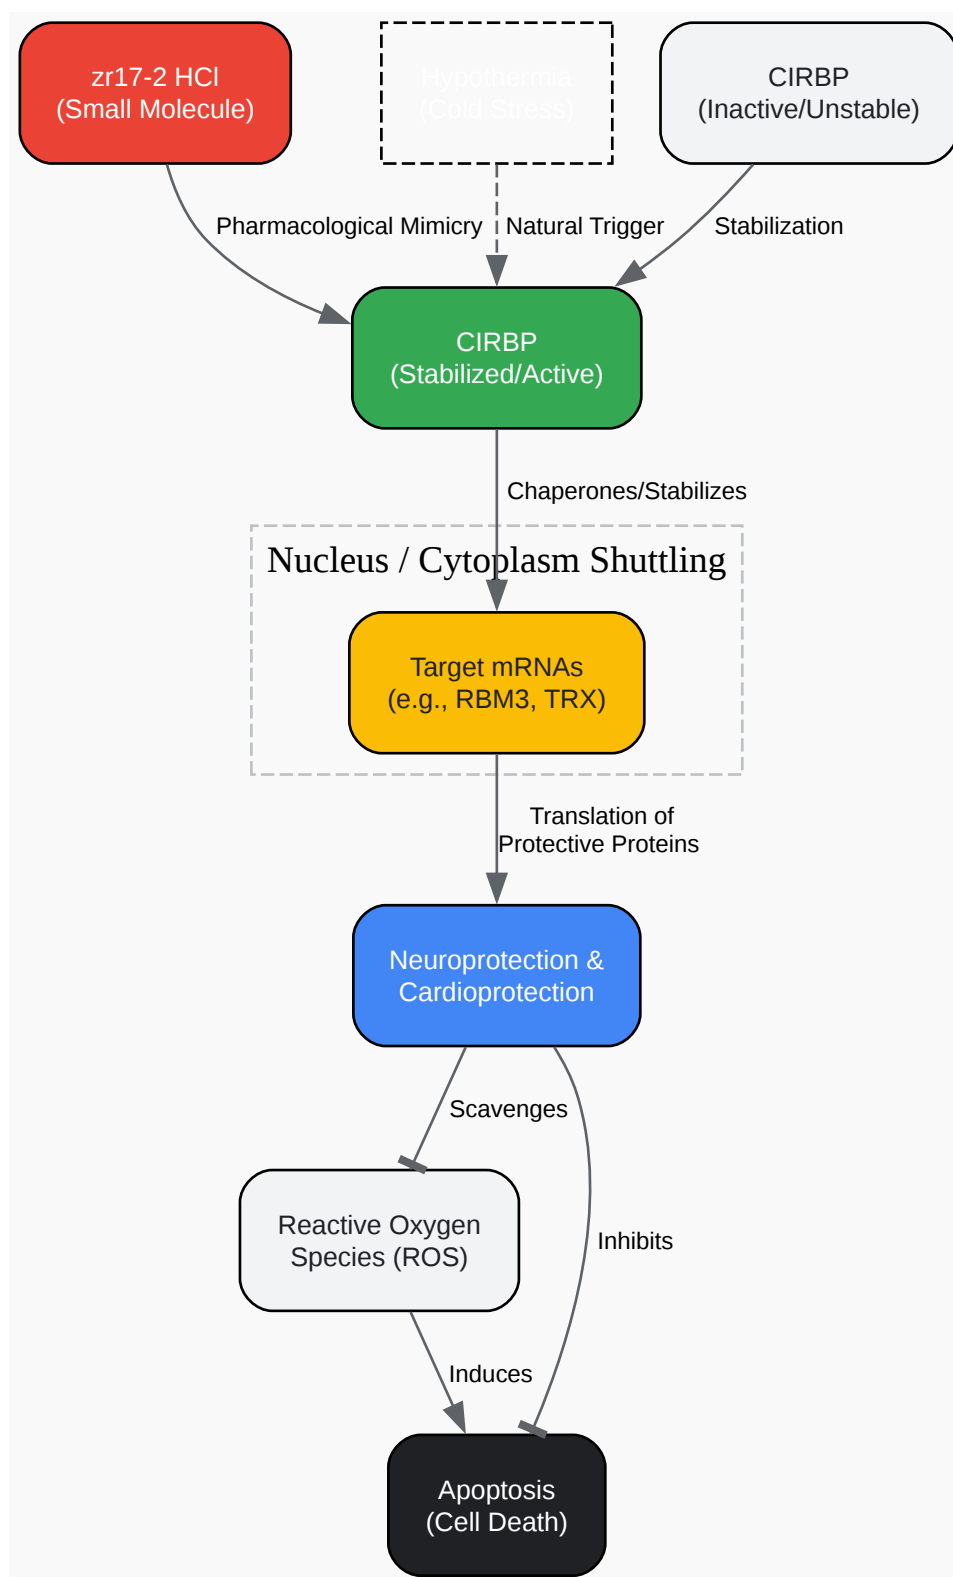 zr17-2 HCl
(Small Molecule)
Hypothermia
(Cold Stress)
CIRBP
(Inactive/Unstable)
Pharmacological Mimicry
Natural Trigger
Stabilization
CIRBP
(Stabilized/Active)
Chaperones/Stabilizes
Nucleus / Cytoplasm Shuttling
Target mRNAs
(e.g., RBM3, TRX)
Translation of
Protective Proteins
Neuroprotection &
Cardioprotection
Scavenges
Reactive Oxygen
Species (ROS)
Inhibits
Induces
Apoptosis
(Cell Death)